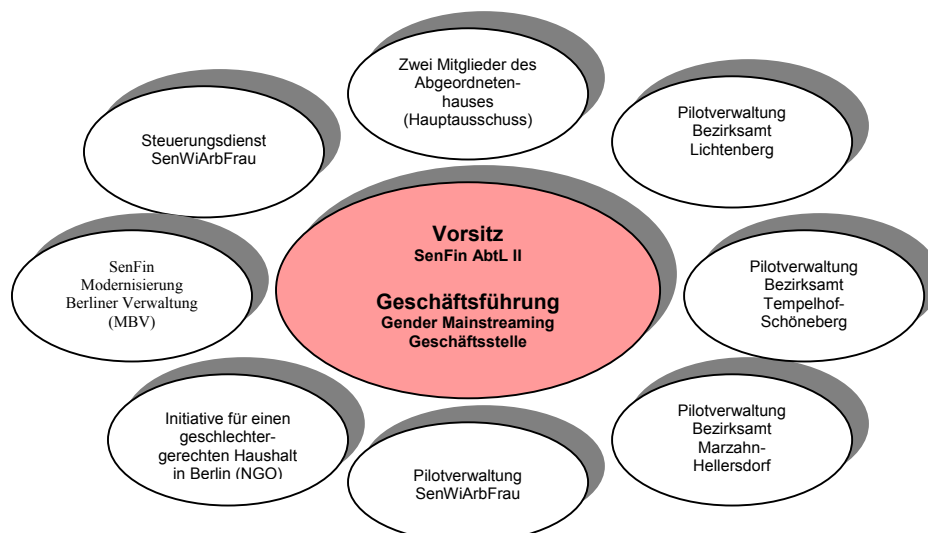 Zwei Mitglieder des
Abgeordneten-
hauses
(Hauptausschuss)
Steuerungsdienst
SenWiArbFrau
Pilotverwaltung
Bezirksamt
Lichtenberg
Vorsitz
SenFin AbtL II
Geschäftsführung
Gender Mainstreaming
Geschäftsstelle
SenFin
Modernisierung
Berliner Verwaltung
(MBV)
Pilotverwaltung
Bezirksamt
Tempelhof-
Schöneberg
Initiative für einen
geschlechter-
gerechten Haushalt
in Berlin (NGO)
Pilotverwaltung
SenWiArbFrau
Pilotverwaltung
Bezirksamt
Marzahn-
Hellersdorf